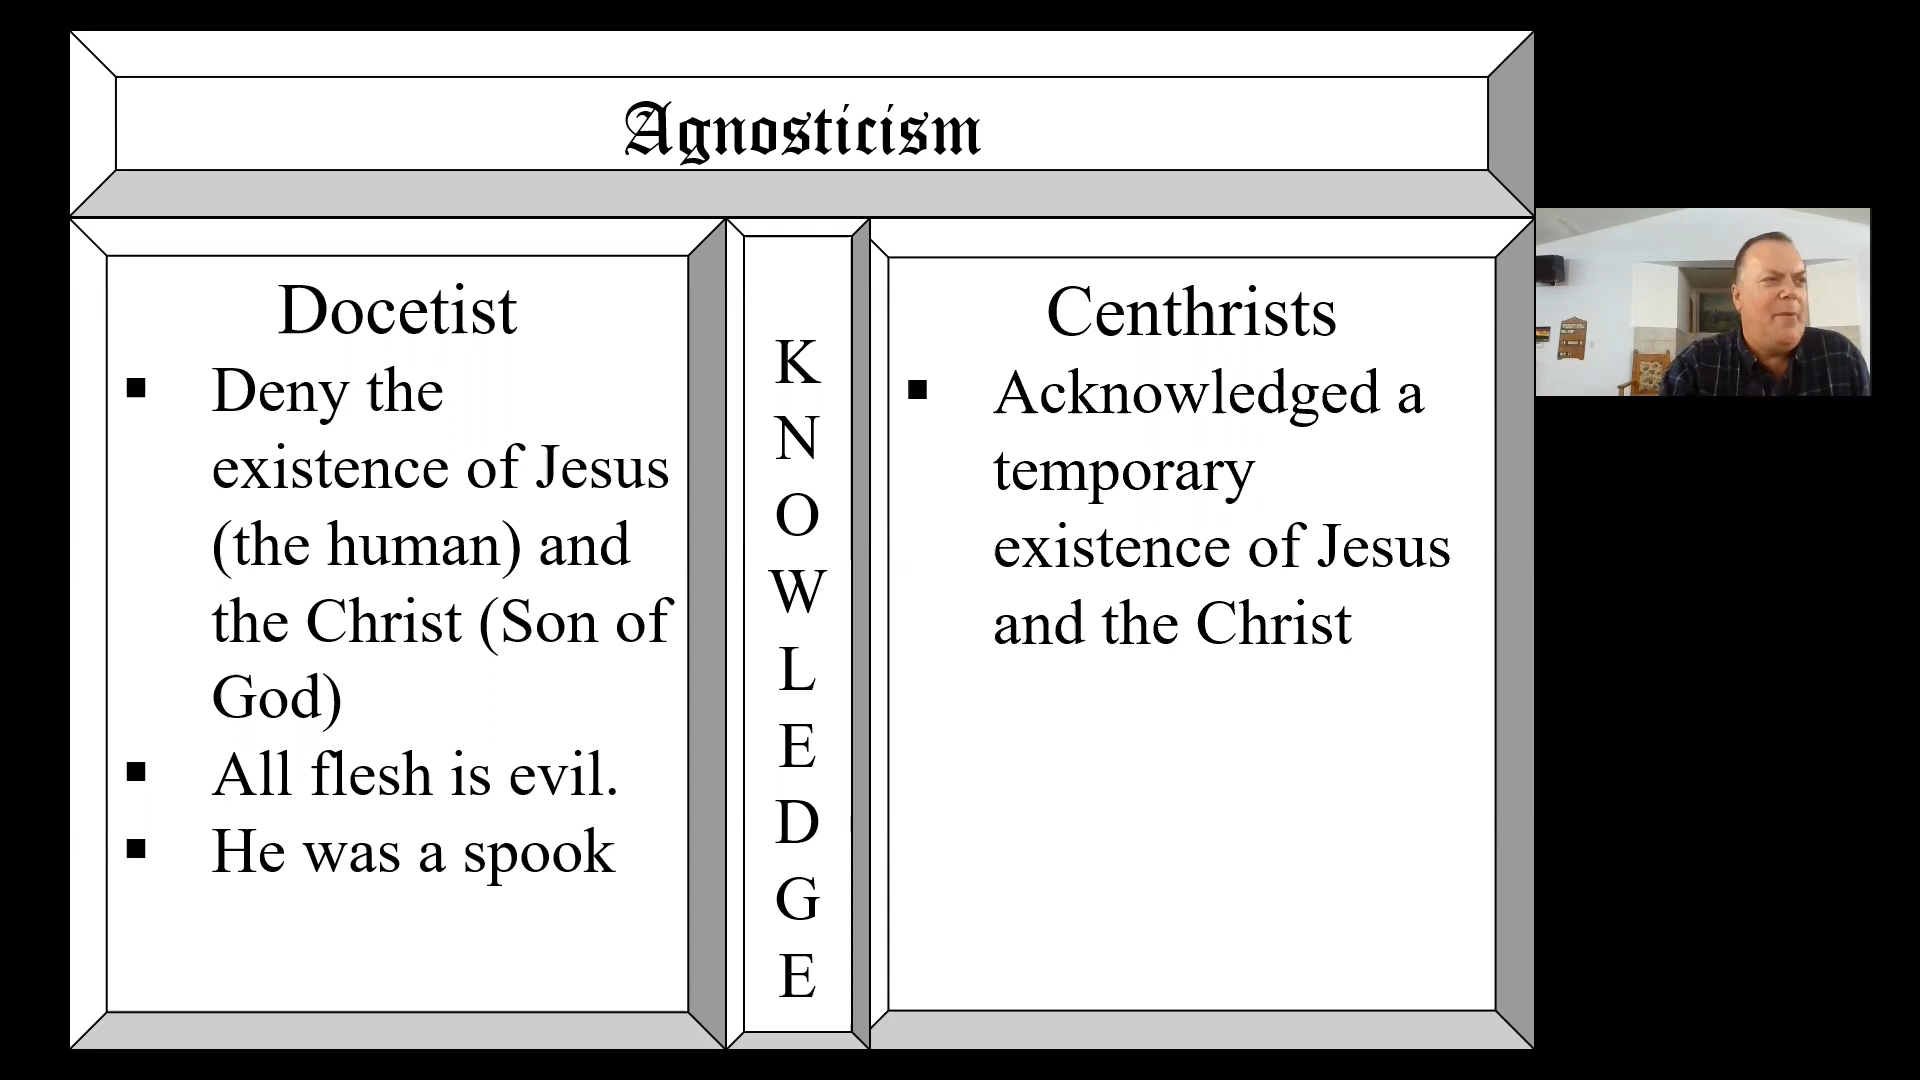 Agnosticism
Docetist
▪ Deny the
existence of Jesus
(the human) and
the Christ (Son of
God)
▪ All flesh is evil.
▪ He was a spook
K
N
O
W
L
E
D
G
E
Centhrists
▪ Acknowledged a
temporary
existence of Jesus
and the Christ